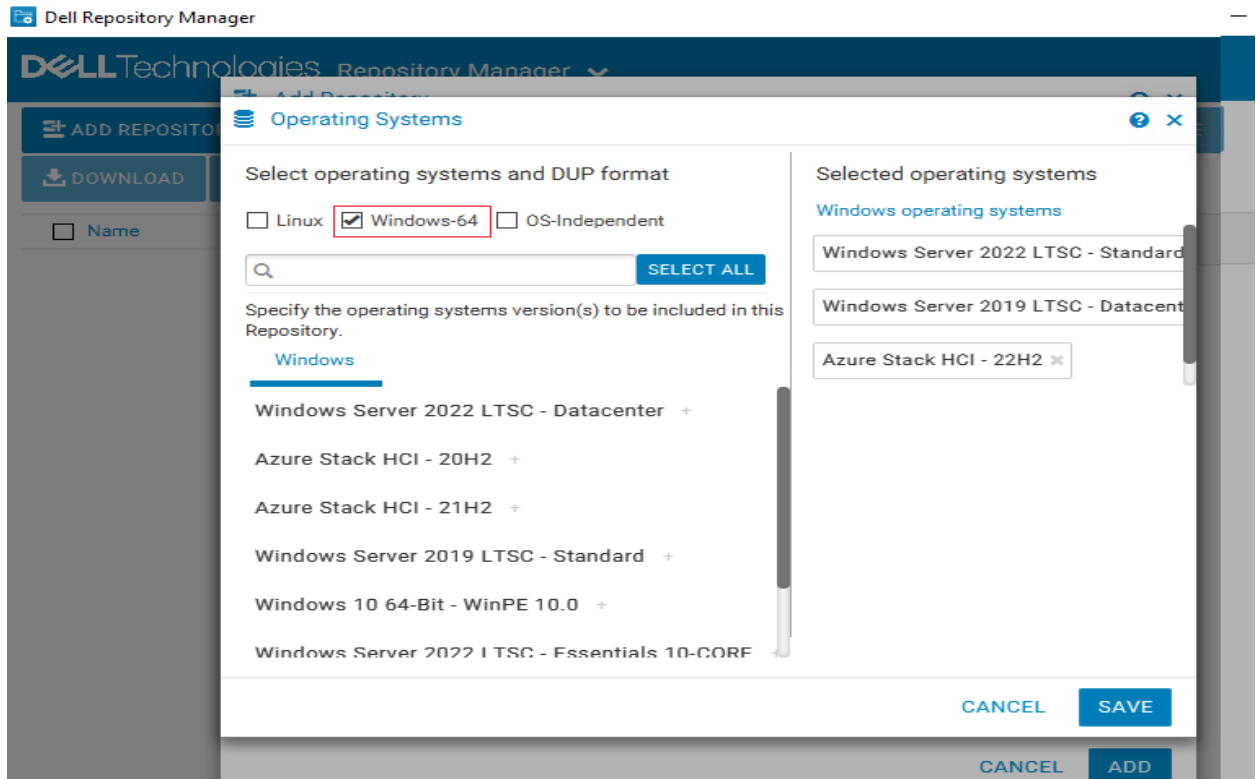 Dell Repository Manager
DELLTechnologies Repository Manager
Add Repository
ADD REPOSITOR
Operating Systems
DOWNLOAD
Select operating systems and DUP format
Selected operating systems
Linux Windows-64 OS-Independent
Windows operating systems
Name
Windows Server 2022 LTSC - Standard
SELECT ALL
Specify the operating systems version(s) to be included in this
Repository.
Windows Server 2019 LTSC - Datacent
Windows
Azure Stack HCI - 22H2
Windows Server 2022 LTSC - Datacenter +
Azure Stack HCI - 20H2 +
Azure Stack HCI - 21H2 +
Windows Server 2019 LTSC - Standard +
Windows 10 64-Bit - WinPE 10.0 +
Windows Server 2022 LTSC - Essentials 10-CORE +
CANCEL SAVE
CANCEL ADD